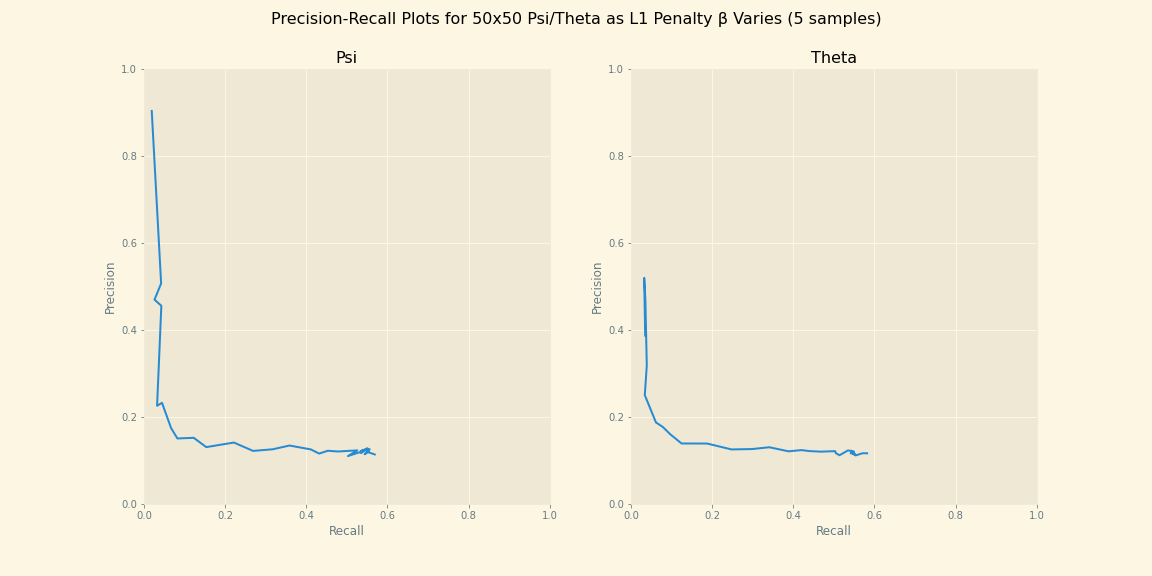 Precision-Recall Plots for 50x50 Psi/Theta as L1 Penalty β Varies (5 samples)
Psi
Theta
1.0
0.8
0.6
0.4
0.2
0.0
Precision
0.0 0.2 0.4 0.6 0.8 1.0
Recall
1.0
0.8
0.6
0.4
0.2
0.0
Precision
0.0 0.2 0.4 0.6 0.8 1.0
Recall